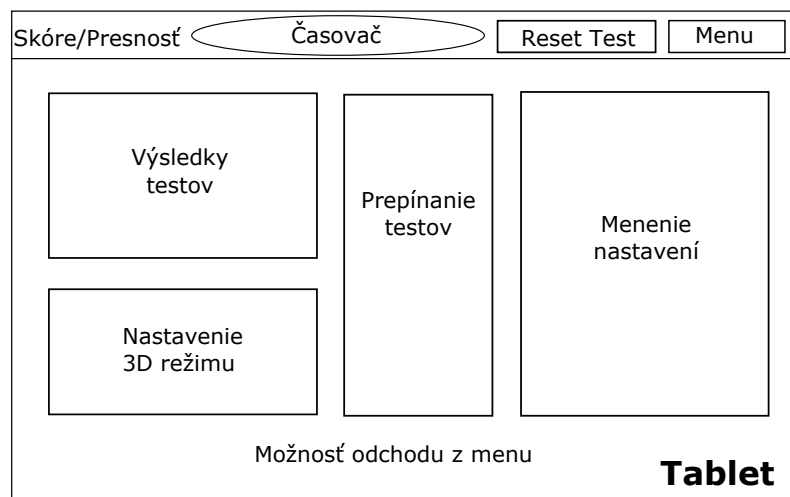 Skóre/Presnosť
Časovač
Reset Test
Menu
Výsledky
testov
Prepínanie
testov
Menenie
nastavení
Nastavenie
3D režimu
Možnosť odchodu z menu
Tablet